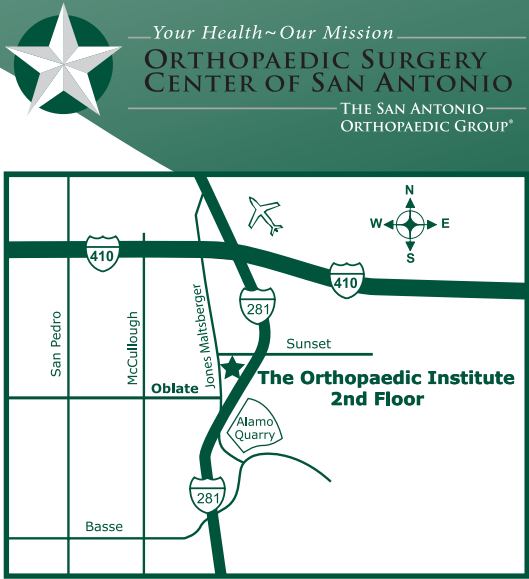 Your Health~Our Mission
ORTHOPAEDIC SURGERY
CENTER OF SAN ANTONIO
THE SAN ANTONIO
ORTHOPAEDIC GROUP®
N
W E
S
410
410
281
San Pedro
McCullough
Jones Maltsberger
Sunset
Oblate
The Orthopaedic Institute
2nd Floor
Alamo
Quarry
281
Basse